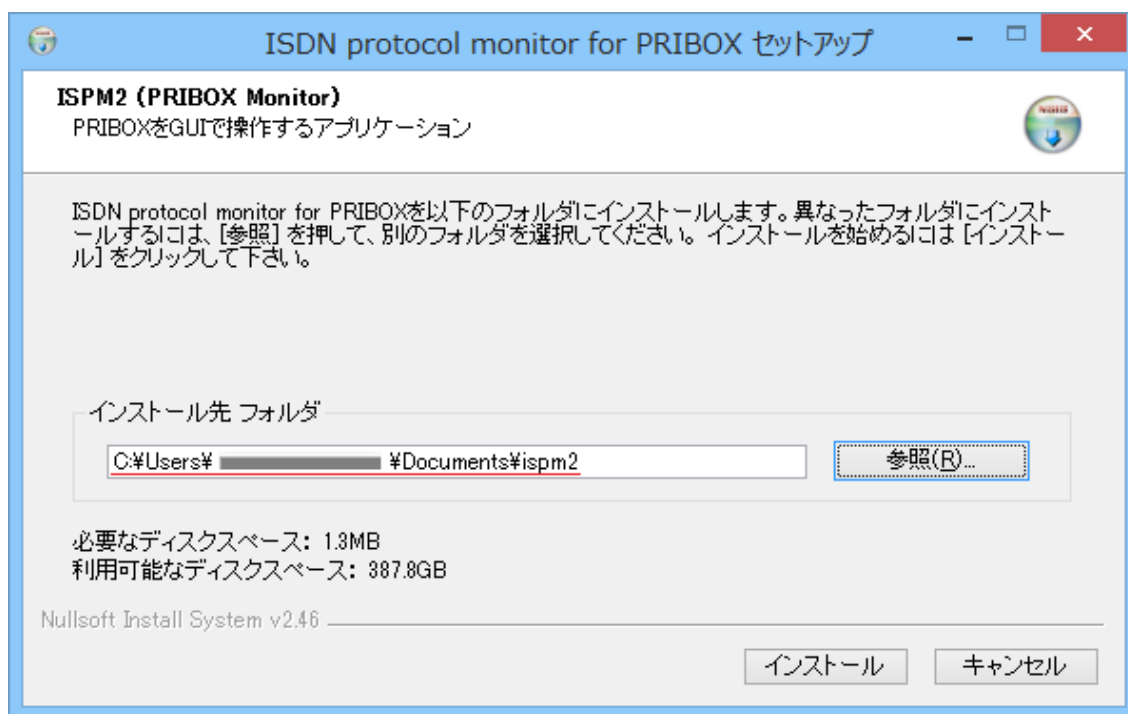 ISDN protocol monitor for PRIBOX セットアップ
ISPM2 (PRIBOX Monitor)
PRIBOXをGUIで操作するアプリケーション
ISDN protocol monitor for PRIBOXを以下のフォルダにインストールします。異なったフォルダにインスト
ールするには、[参照] を押して、別のフォルダを選択してください。 インストールを始めるには [インストー
ル] をクリックして下さい。
インストール先 フォルダ
C:¥Users¥ ¥Documents¥ispm2
参照(R)...
必要なディスクスペース: 1.3MB
利用可能なディスクスペース: 387.8GB
Nullsoft Install System v2.46
インストール
キャンセル